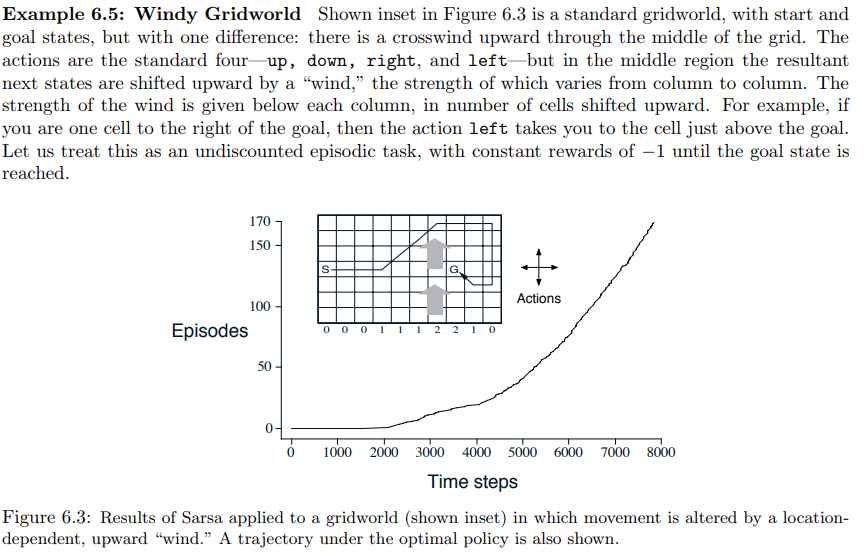 Example 6.5: Windy Gridworld Shown inset in Figure 6.3 is a standard gridworld, with start and
goal states, but with one difference: there is a crosswind upward through the middle of the grid. The
actions are the standard four—up, down, right, and left—but in the middle region the resultant
next states are shifted upward by a “wind,” the strength of which varies from column to column. The
strength of the wind is given below each column, in number of cells shifted upward. For example, if
you are one cell to the right of the goal, then the action left takes you to the cell just above the goal.
Let us treat this as an undiscounted episodic task, with constant rewards of −1 until the goal state is
reached.
170
150
100
50
0
Episodes
S
G
0 0 0 1 1 1 2 2 1 0
Actions
0 1000 2000 3000 4000 5000 6000 7000 8000
Time steps
Figure 6.3: Results of Sarsa applied to a gridworld (shown inset) in which movement is altered by a location-
dependent, upward “wind.” A trajectory under the optimal policy is also shown.